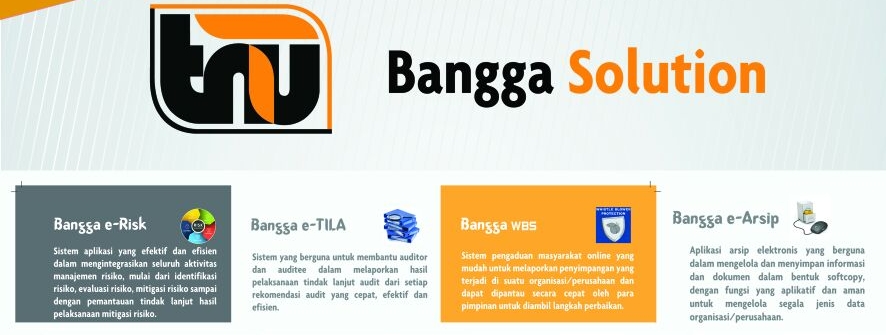 tnu
Bangga Solution
Bangga e-Risk
Sistem aplikasi yang efektif dan efisien
dalam mengintegrasikan seluruh aktivitas
manajemen risiko, mulai dari identifikasi
risiko, evaluasi risiko, mitigasi risiko sampai
dengan pemantauan tindak lanjut hasil
pelaksanaan mitigasi risiko.
Bangga e-TILA
Sistem yang berguna untuk membantu auditor
dan auditee dalam melaporkan hasil
pelaksanaan tindak lanjut audit dari setiap
rekomendasi audit yang cepat, efektif dan
efisien.
Bangga WBS
WHISTLE BLOWER
PROTECTION
Sistem pengaduan masyarakat online yang
mudah untuk melaporkan penyimpangan yang
terjadi di suatu organisasi/perusahaan dan
dapat dipantau secara cepat oleh para
pimpinan untuk diambil langkah perbaikan.
Bangga e-Arsip
Aplikasi arsip elektronis yang berguna
dalam mengelola dan menyimpan informasi
dan dokumen dalam bentuk softcopy,
dengan fungsi yang aplikatif dan aman
untuk mengelola segala jenis data
organisasi/perusahaan.